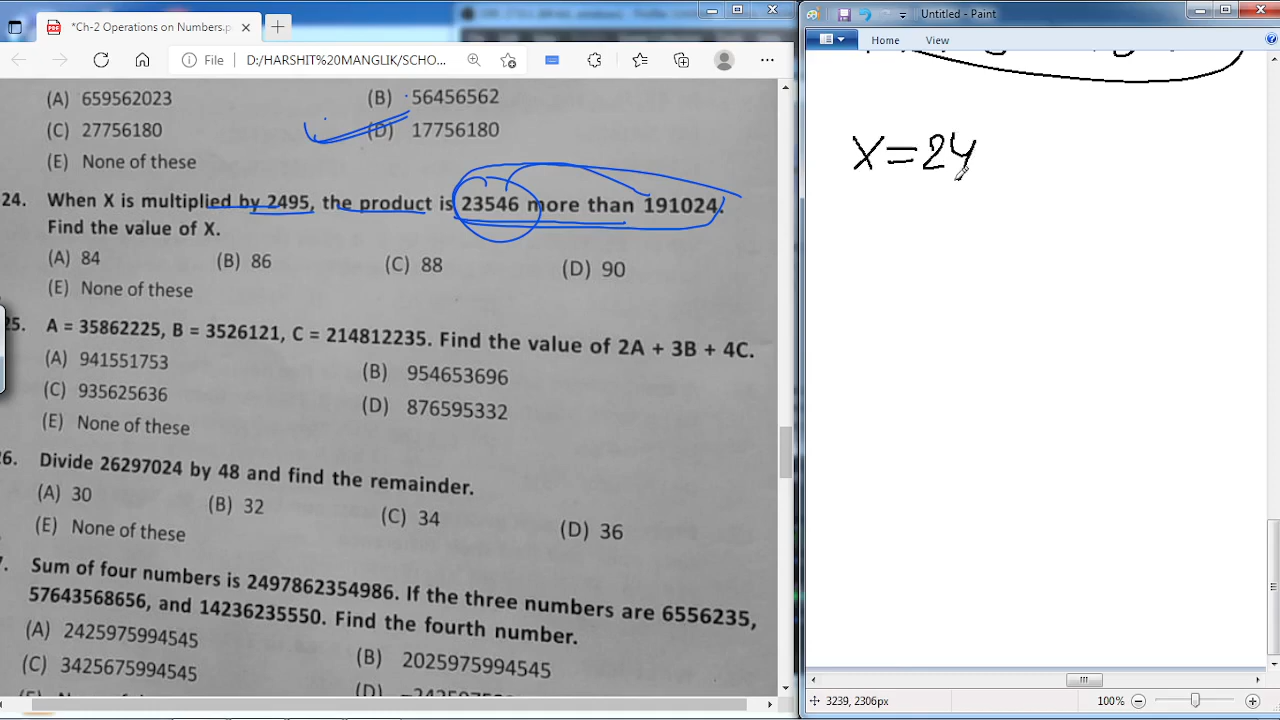 *Ch-2 Operations on Numbers.p
Untitled - Paint
File D:/HARSHIT%20MANGLIK/SCHO...
Home View
(A) 659562023 (B) 56456562
(C) 27756180 (D) 17756180
(E) None of these
24. When X is multiplied by 2495, the product is 23546 more than 191024.
Find the value of X.
(A) 84 (B) 86 (C) 88 (D) 90
(E) None of these
25. A = 35862225, B = 3526121, C = 214812235. Find the value of 2A + 3B + 4C.
(A) 941551753 (B) 954653696
(C) 935625636 (D) 876595332
(E) None of these
26. Divide 26297024 by 48 and find the remainder.
(A) 30 (B) 32 (C) 34 (D) 36
(E) None of these
7. Sum of four numbers is 2497862354986. If the three numbers are 6556235,
57643568656, and 14236235550. Find the fourth number.
(A) 2425975994545 (B) 2025975994545
(C) 3425675994545
X=24
3239, 2306px 100%